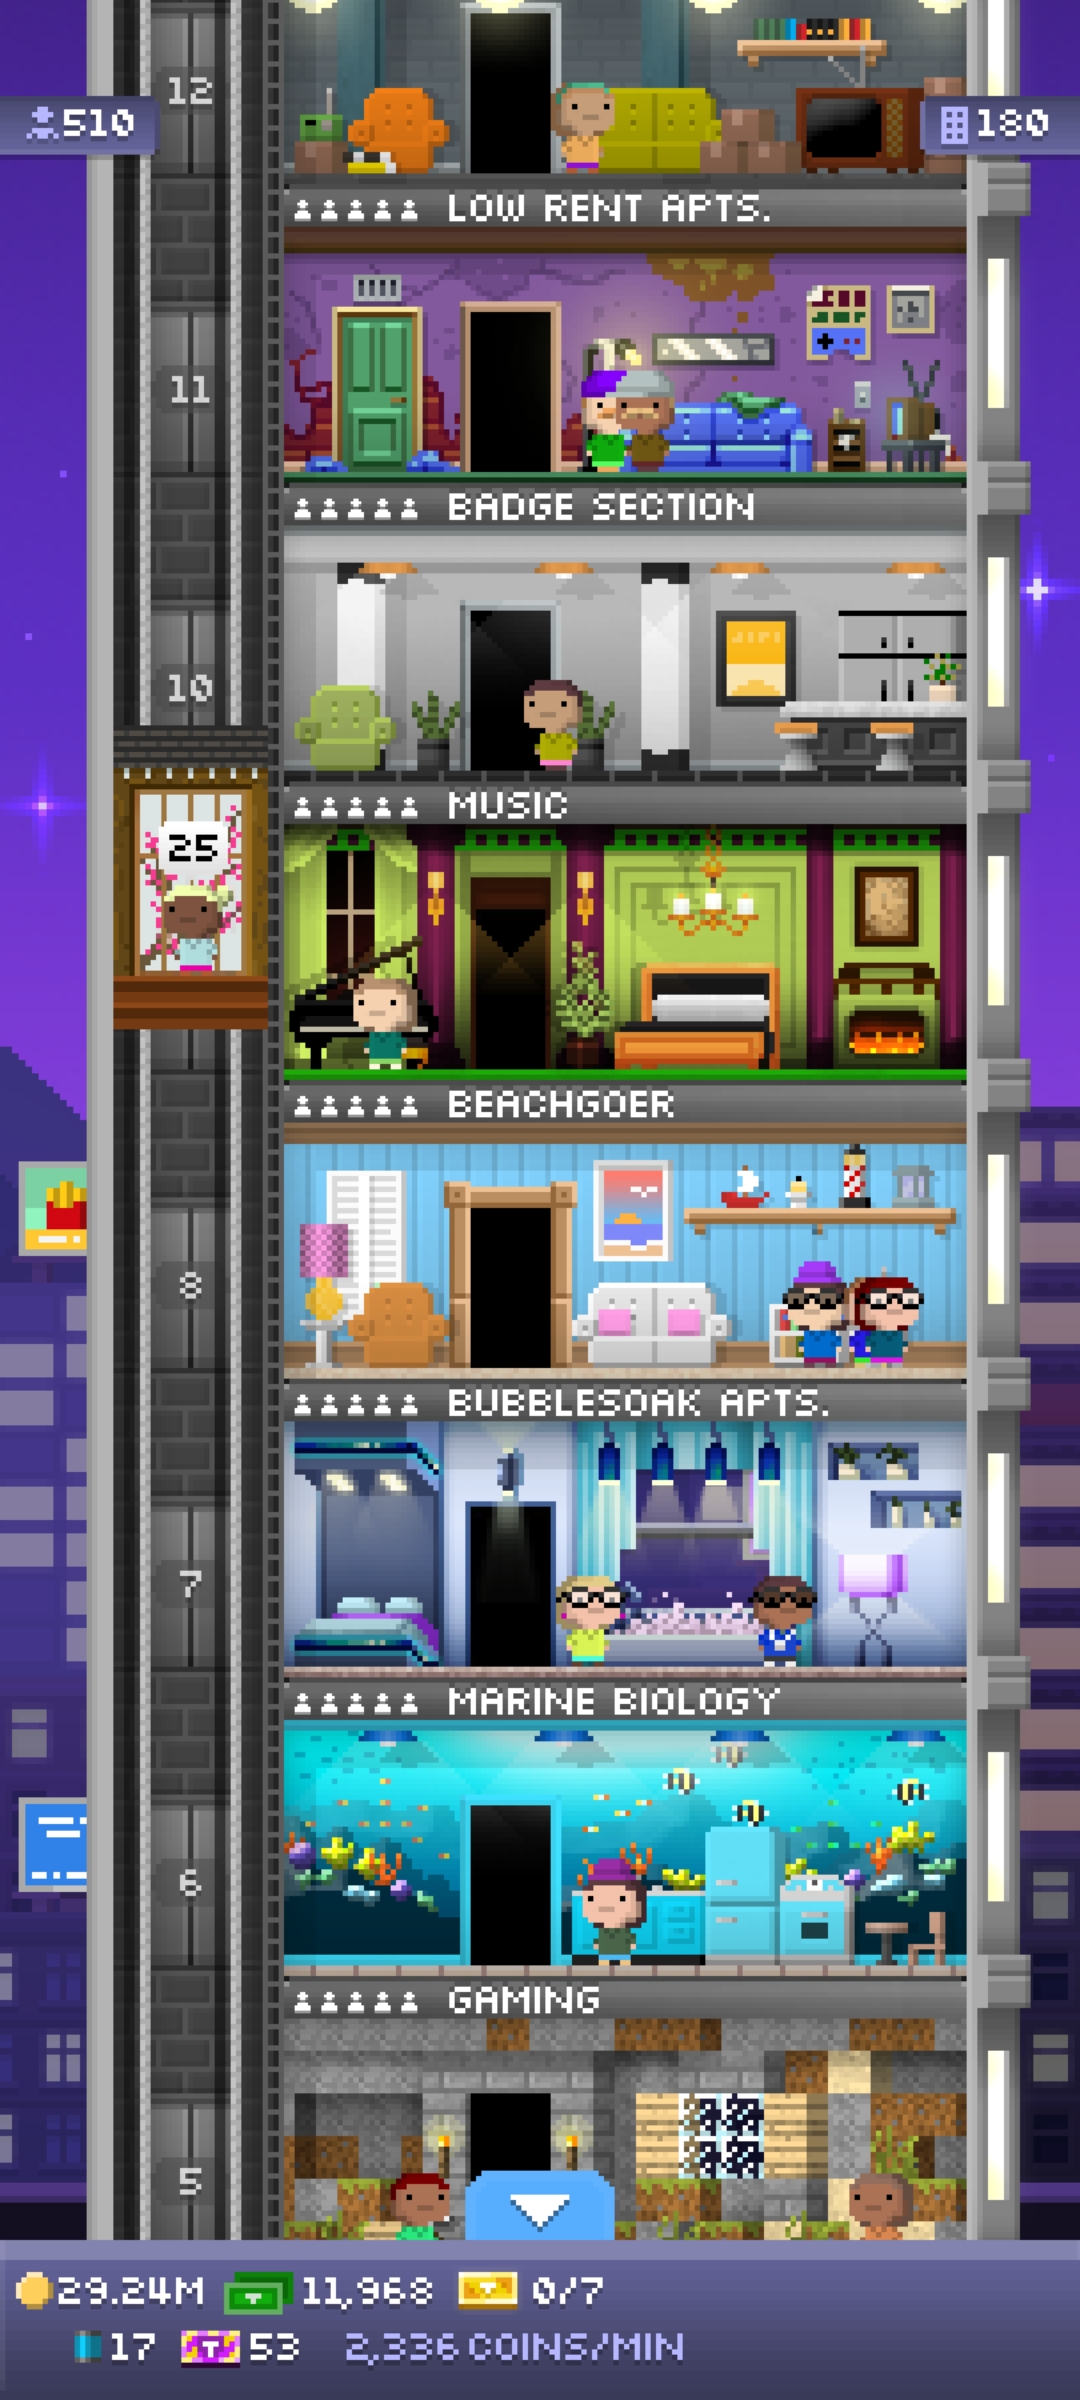 12
510
180
LOW RENT APTS.
11
BADGE SECTION
10
MUSIC
25
BEACHGOER
8
BUBBLESOAK APTS.
7
MARINE BIOLOGY
6
GAMING
5
29.24M 11,968 0/7
17 T 53 2,336 COINS/MIN